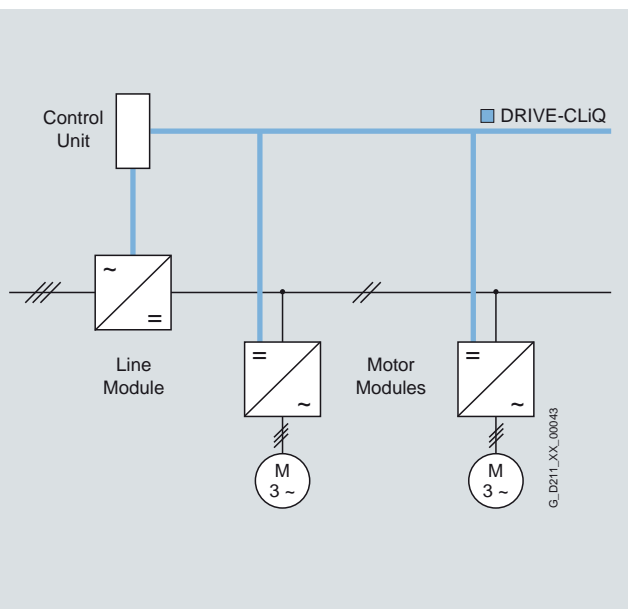 Control
Unit
DRIVE-CLiQ
~
=
Line
Module
=
~
Motor
Modules
=
~
M
3 ~
M
3 ~
G_D211_XX_00043